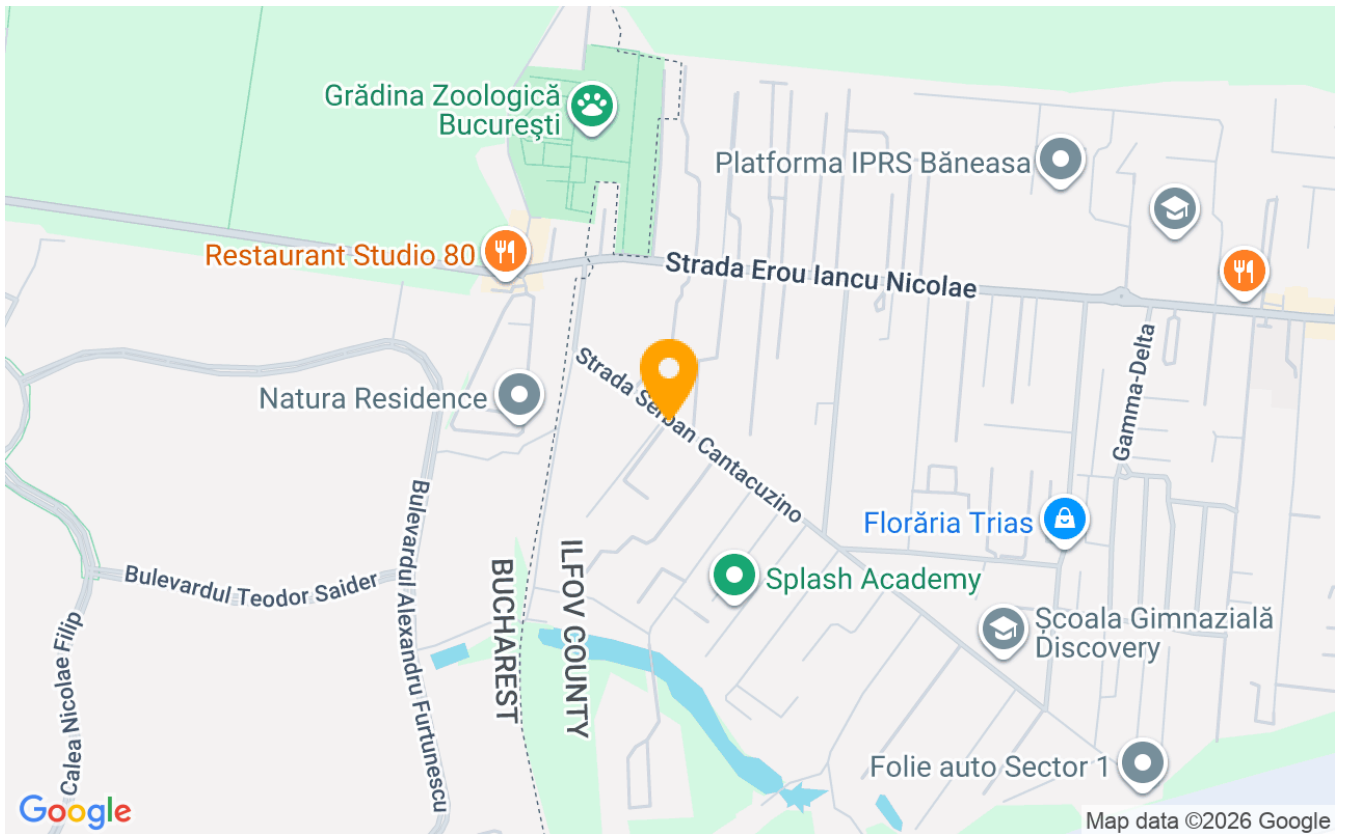 Grădina Zoologică
Bucureşti
Platforma IPRS Băneasa
Restaurant Studio 80
Strada Erou Iancu Nicolae
Gamma-Delta
Natura Residence
Strada Serban Cantacuzino
Florăria Trias
Bulevardul Teodor Saider
Bulevardul Alexandru Furtunescu
BUCHAREST
ILFOV COUNTY
Splash Academy
Școala Gimnazială
Discovery
Calea Nicolae Filip
Folie auto Sector 1
Google
Map data ©2026 Google